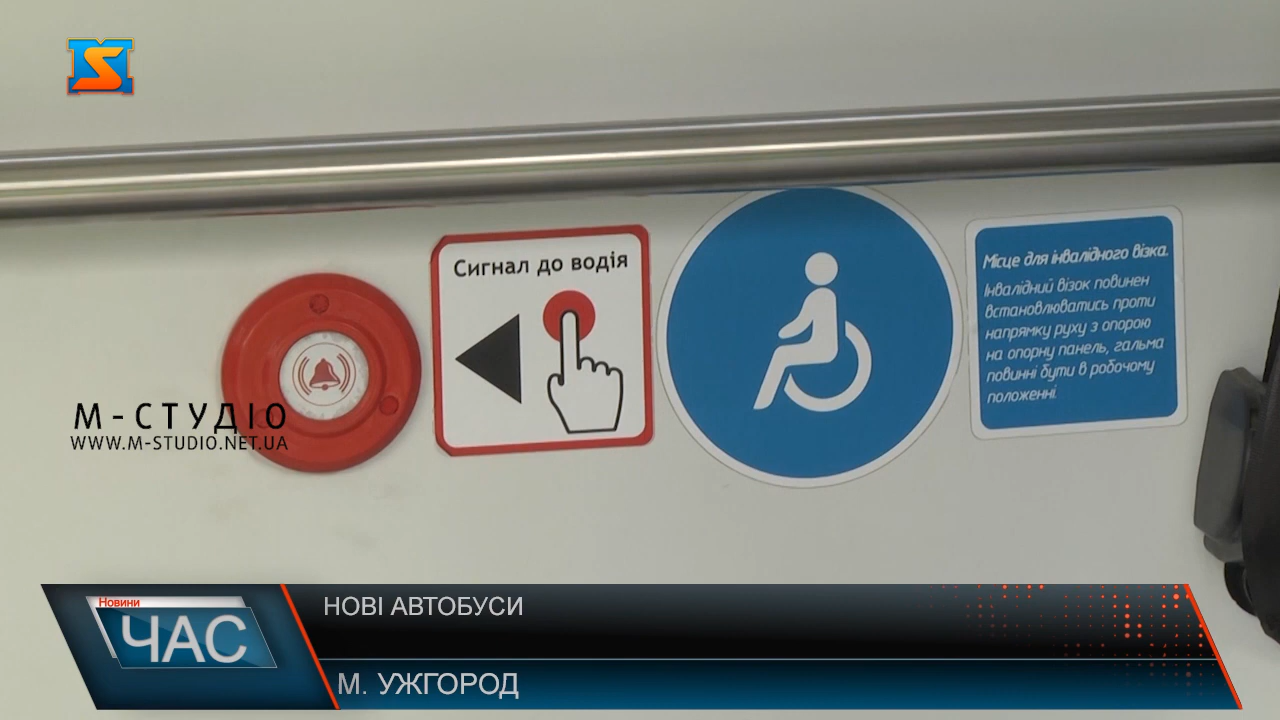 Сигнал до водія
Місце для інвалідного візка.
Інвалідний візок повинен
встановлюватись проти
напрямку руху з опорою
на опорну панель, гальма
повинні бути в робочому
положенні.
М-СТУДІО
WWW.M-STUDIO.NET.UA
Новини
ЧАС
НОВІ АВТОБУСИ
М. УЖГОРОД